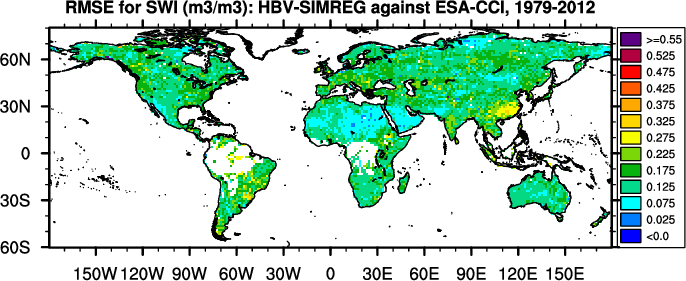 RMSE for SWI (m3/m3): HBV-SIMREG against ESA-CCI, 1979-2012
60N
30N
0
30S
60S
150W 120W 90W 60W 30W 0 30E 60E 90E 120E 150E
>=0.55
0.525
0.475
0.425
0.375
0.325
0.275
0.225
0.175
0.125
0.075
0.025
<0.0